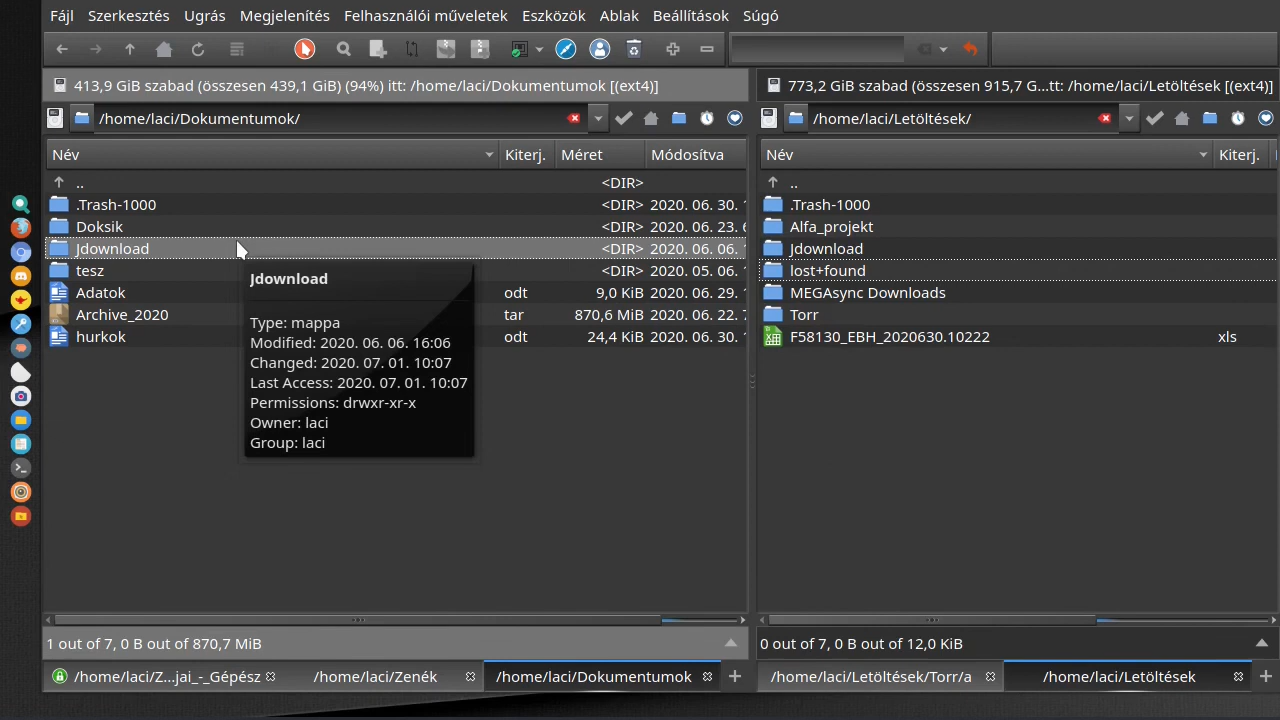 Fájl Szerkesztés Ugrás Megjelenítés Felhasználói műveletek Eszközök Ablak Beállítások Súgó
413,9 GiB szabad (összesen 439,1 GiB) (94%) itt: /home/laci/Dokumentumok [(ext4)]
/home/laci/Dokumentumok/
Név Kiterj. Méret Módosítva
.. <DIR>
.Trash-1000 <DIR> 2020. 06. 30.
Doksik <DIR> 2020. 06. 23.
Jdownload <DIR> 2020. 06. 06.
tesz <DIR> 2020. 05. 06.
Adatok odt 9,0 KiB 2020. 06. 29.
Archive_2020 tar 870,6 MiB 2020. 06. 22.
hurkok odt 24,4 KiB 2020. 06. 30.
Jdownload
Type: mappa
Modified: 2020. 06. 06. 16:06
Changed: 2020. 07. 01. 10:07
Last Access: 2020. 07. 01. 10:07
Permissions: drwxr-xr-x
Owner: laci
Group: laci
1 out of 7, 0 B out of 870,7 MiB
/home/laci/Z...jai_-_Gépész /home/laci/Zenék /home/laci/Dokumentumok
773,2 GiB szabad (összesen 915,7 G...tt: /home/laci/Letöltések [(ext4)]
/home/laci/Letöltések/
Név Kiterj.
..
.Trash-1000
Alfa_projekt
Jdownload
lost+found
MEGAsync Downloads
Torr
F58130_EBH_2020630.10222 xls
0 out of 7, 0 B out of 12,0 KiB
/home/laci/Letöltések/Torr/a /home/laci/Letöltések